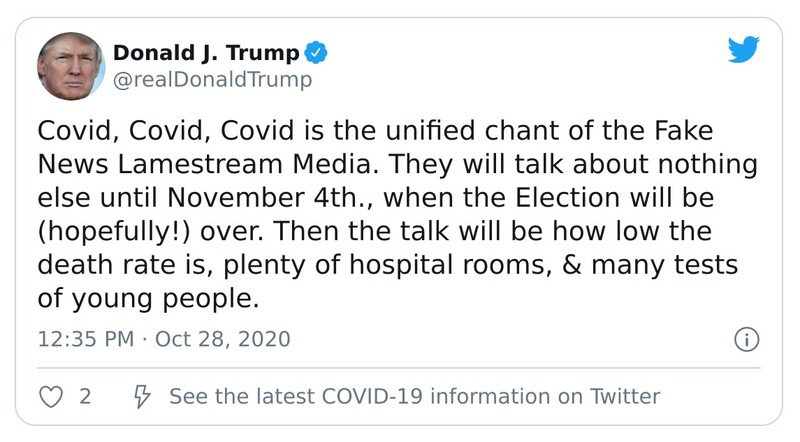 Donald J. Trump
@realDonaldTrump
Covid, Covid, Covid is the unified chant of the Fake
News Lamestream Media. They will talk about nothing
else until November 4th., when the Election will be
(hopefully!) over. Then the talk will be how low the
death rate is, plenty of hospital rooms, & many tests
of young people.
12:35 PM · Oct 28, 2020
2 See the latest COVID-19 information on Twitter